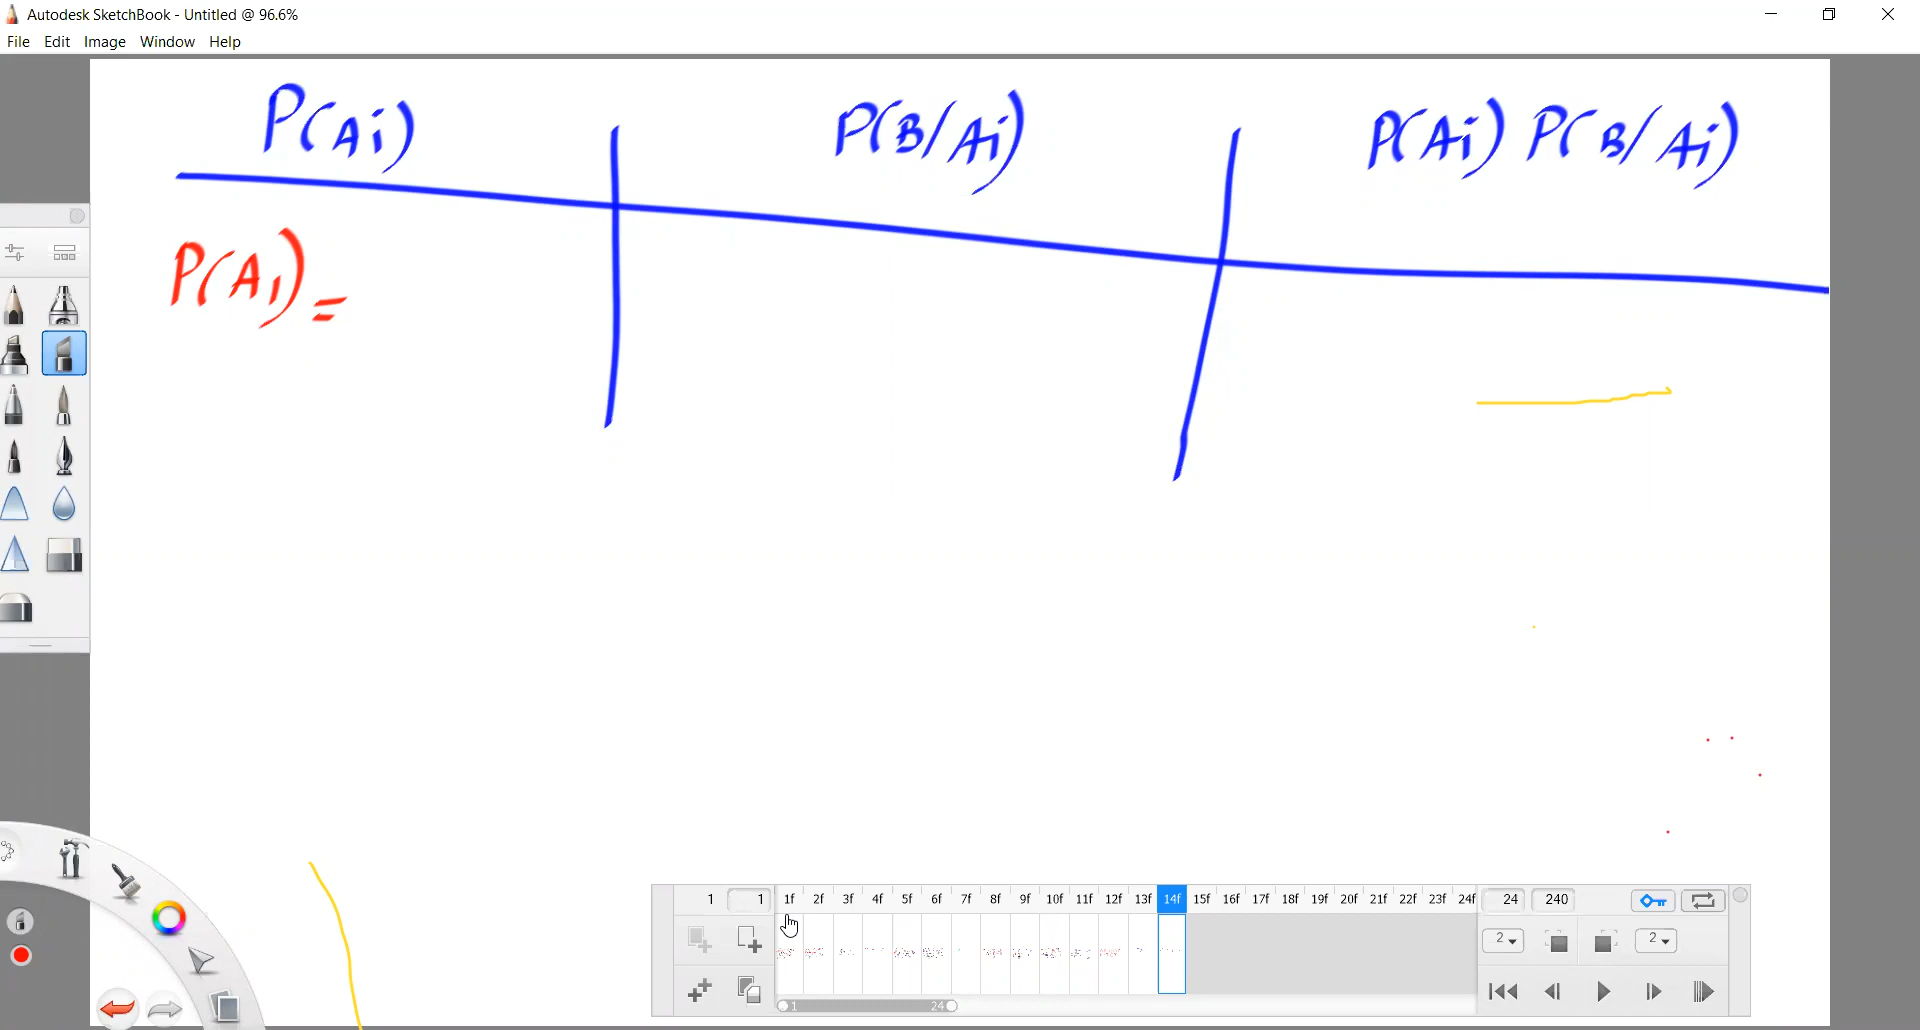 Autodesk SketchBook - Untitled @ 96.6%
File Edit Image Window Help
P(Ai) P(B/Ai) P(Ai) P(B/Ai)
P(A1) =
1 1 1f 2f 3f 4f 5f 6f 7f 8f 9f 10f 11f 12f 13f 14f 15f 16f 17f 18f 19f 20f 21f 22f 23f 24f 24 240
2 2
1 24